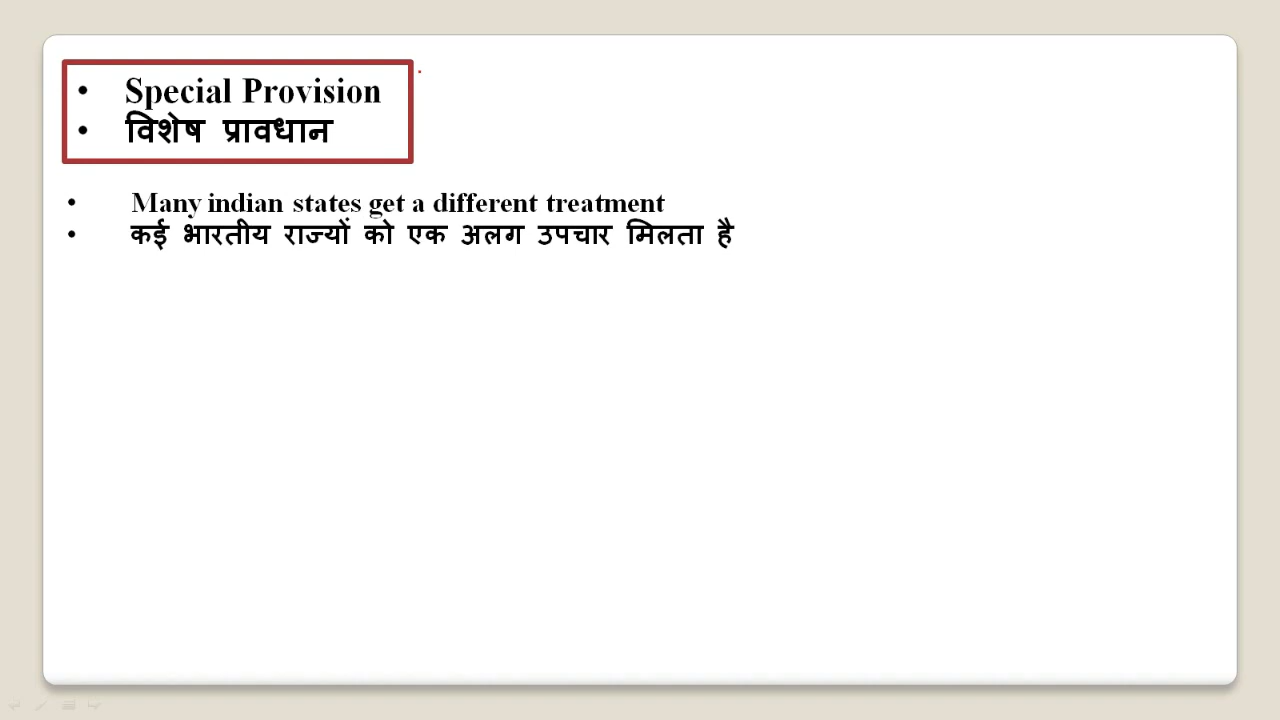 • Special Provision
• विशेष प्रावधान
• Many indian states get a different treatment
• कई भारतीय राज्यों को एक अलग उपचार मिलता है